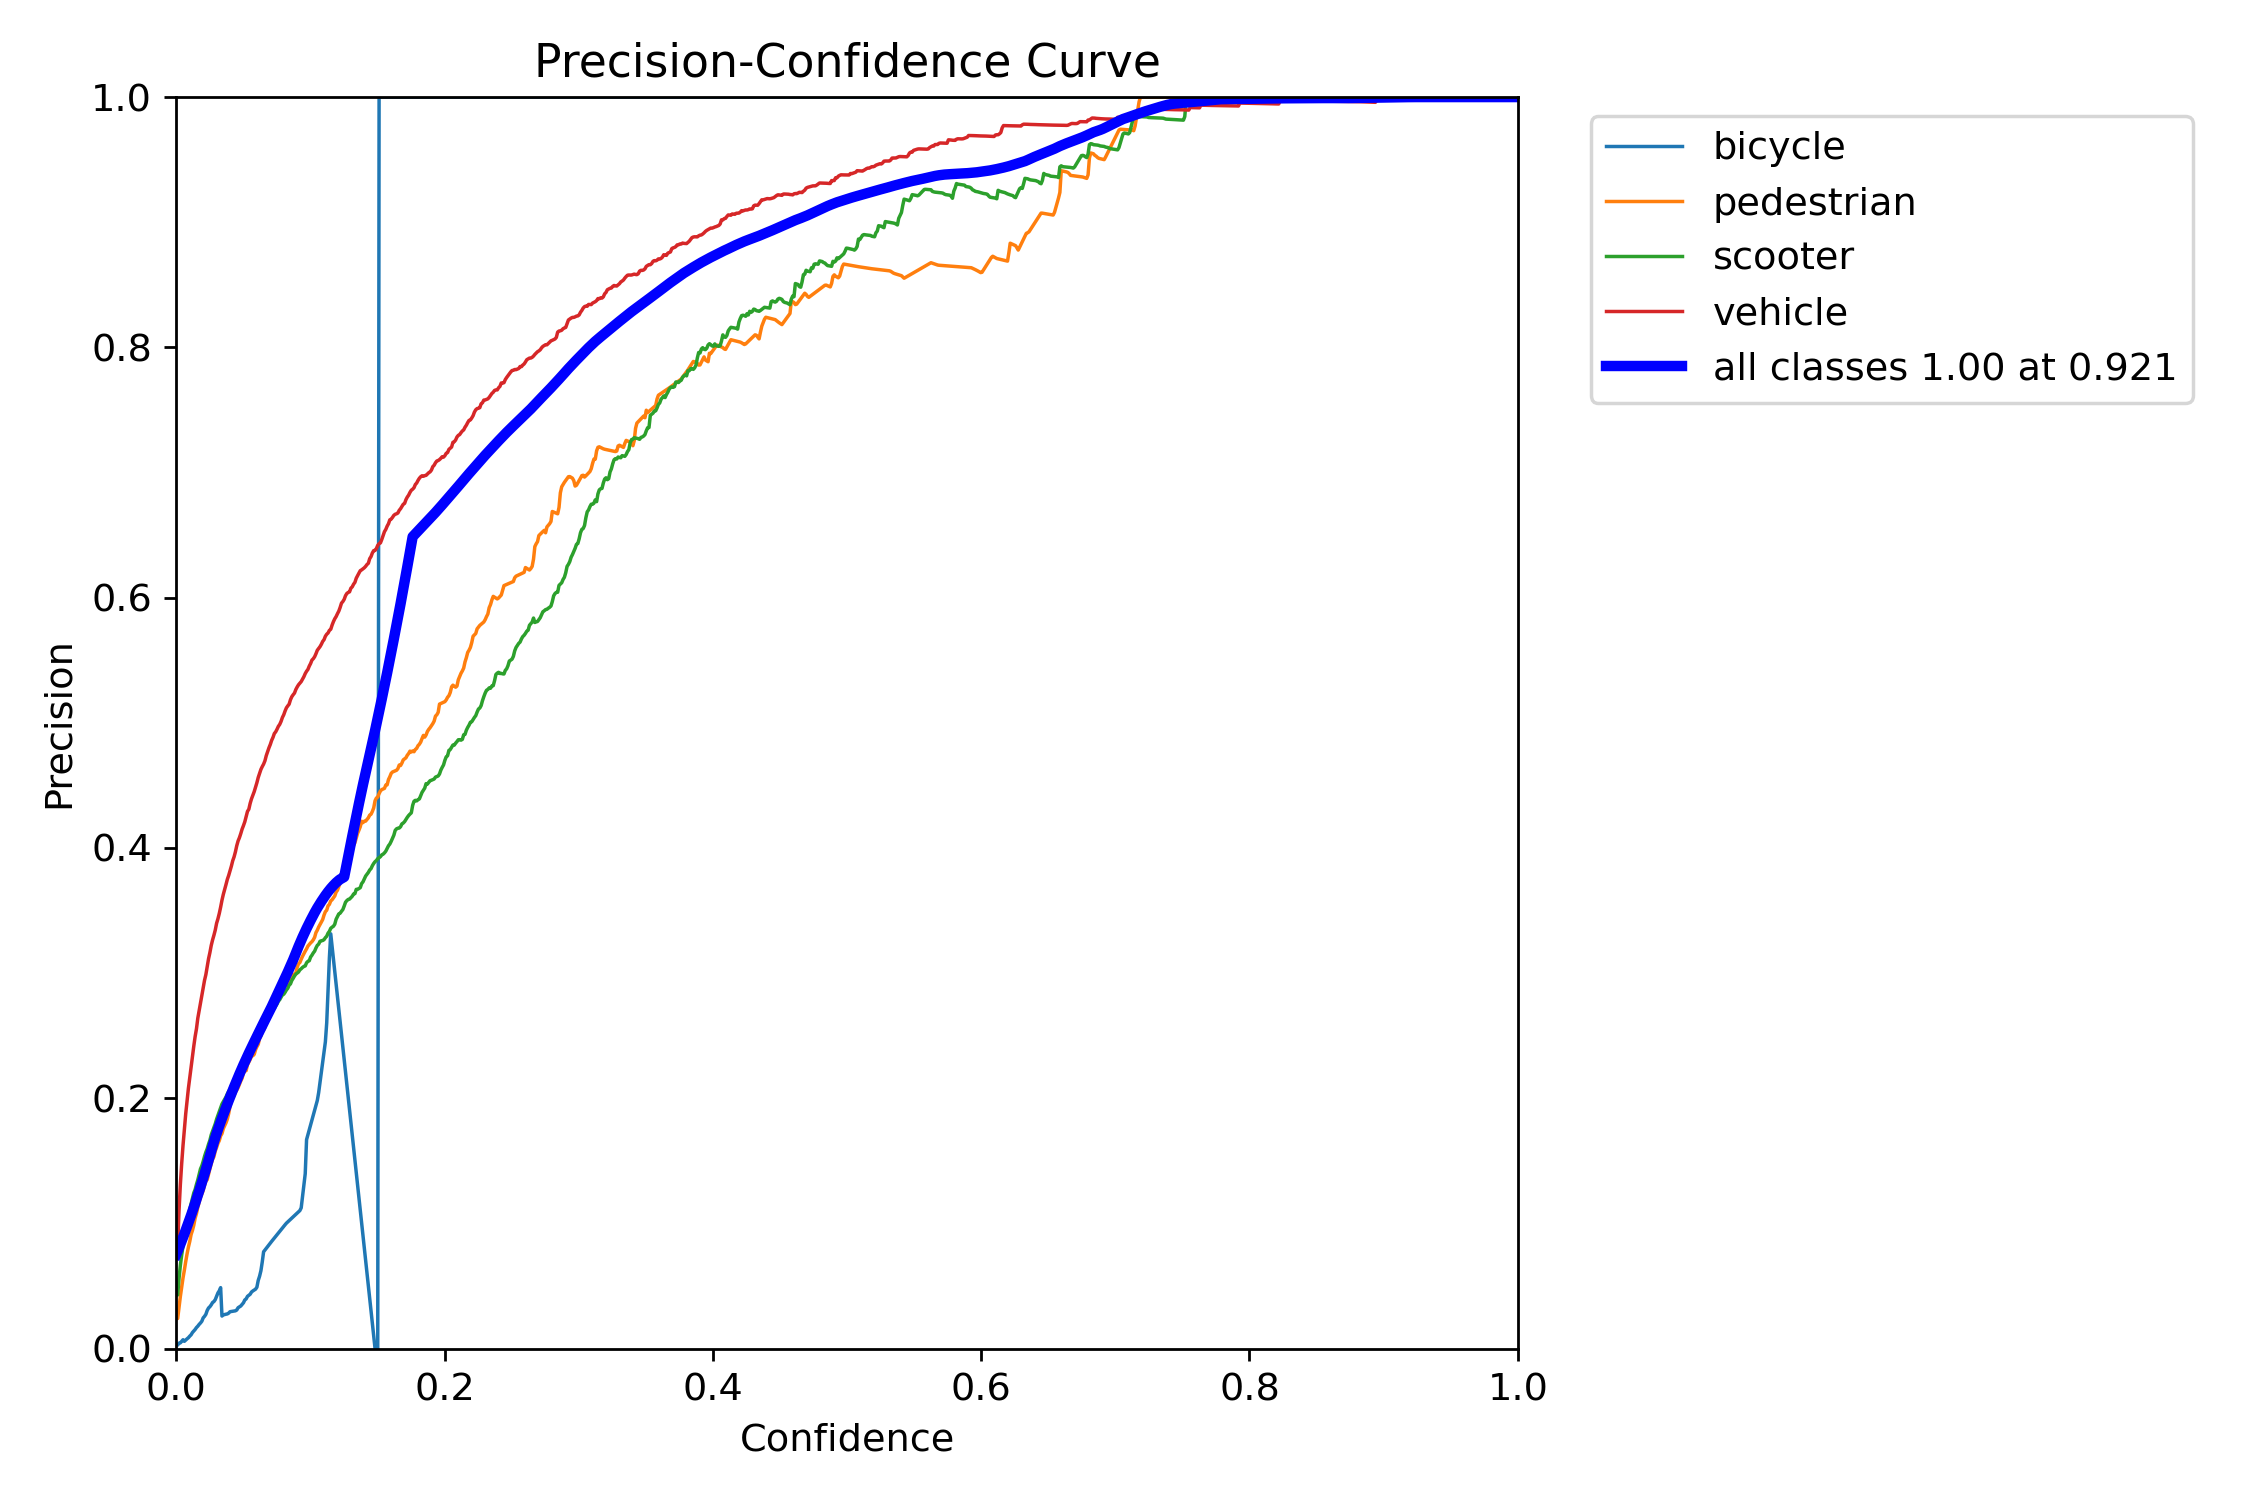 Precision-Confidence Curve
1.0
0.8
0.6
0.4
0.2
0.0
Precision
0.0 0.2 0.4 0.6 0.8 1.0
Confidence
bicycle
pedestrian
scooter
vehicle
all classes 1.00 at 0.921